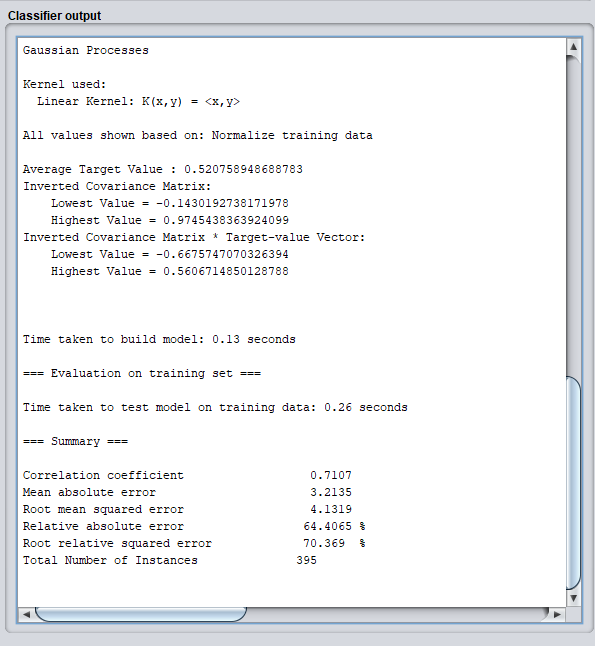 Classifier output
Gaussian Processes
Kernel used:
Linear Kernel: K(x,y) = <x,y>
All values shown based on: Normalize training data
Average Target Value : 0.520758948688783
Inverted Covariance Matrix:
Lowest Value = -0.1430192738171978
Highest Value = 0.9745438363924099
Inverted Covariance Matrix * Target-value Vector:
Lowest Value = -0.6675747070326394
Highest Value = 0.5606714850128788
Time taken to build model: 0.13 seconds
=== Evaluation on training set ===
Time taken to test model on training data: 0.26 seconds
=== Summary ===
Correlation coefficient 0.7107
Mean absolute error 3.2135
Root mean squared error 4.1319
Relative absolute error 64.4065 %
Root relative squared error 70.369 %
Total Number of Instances 395